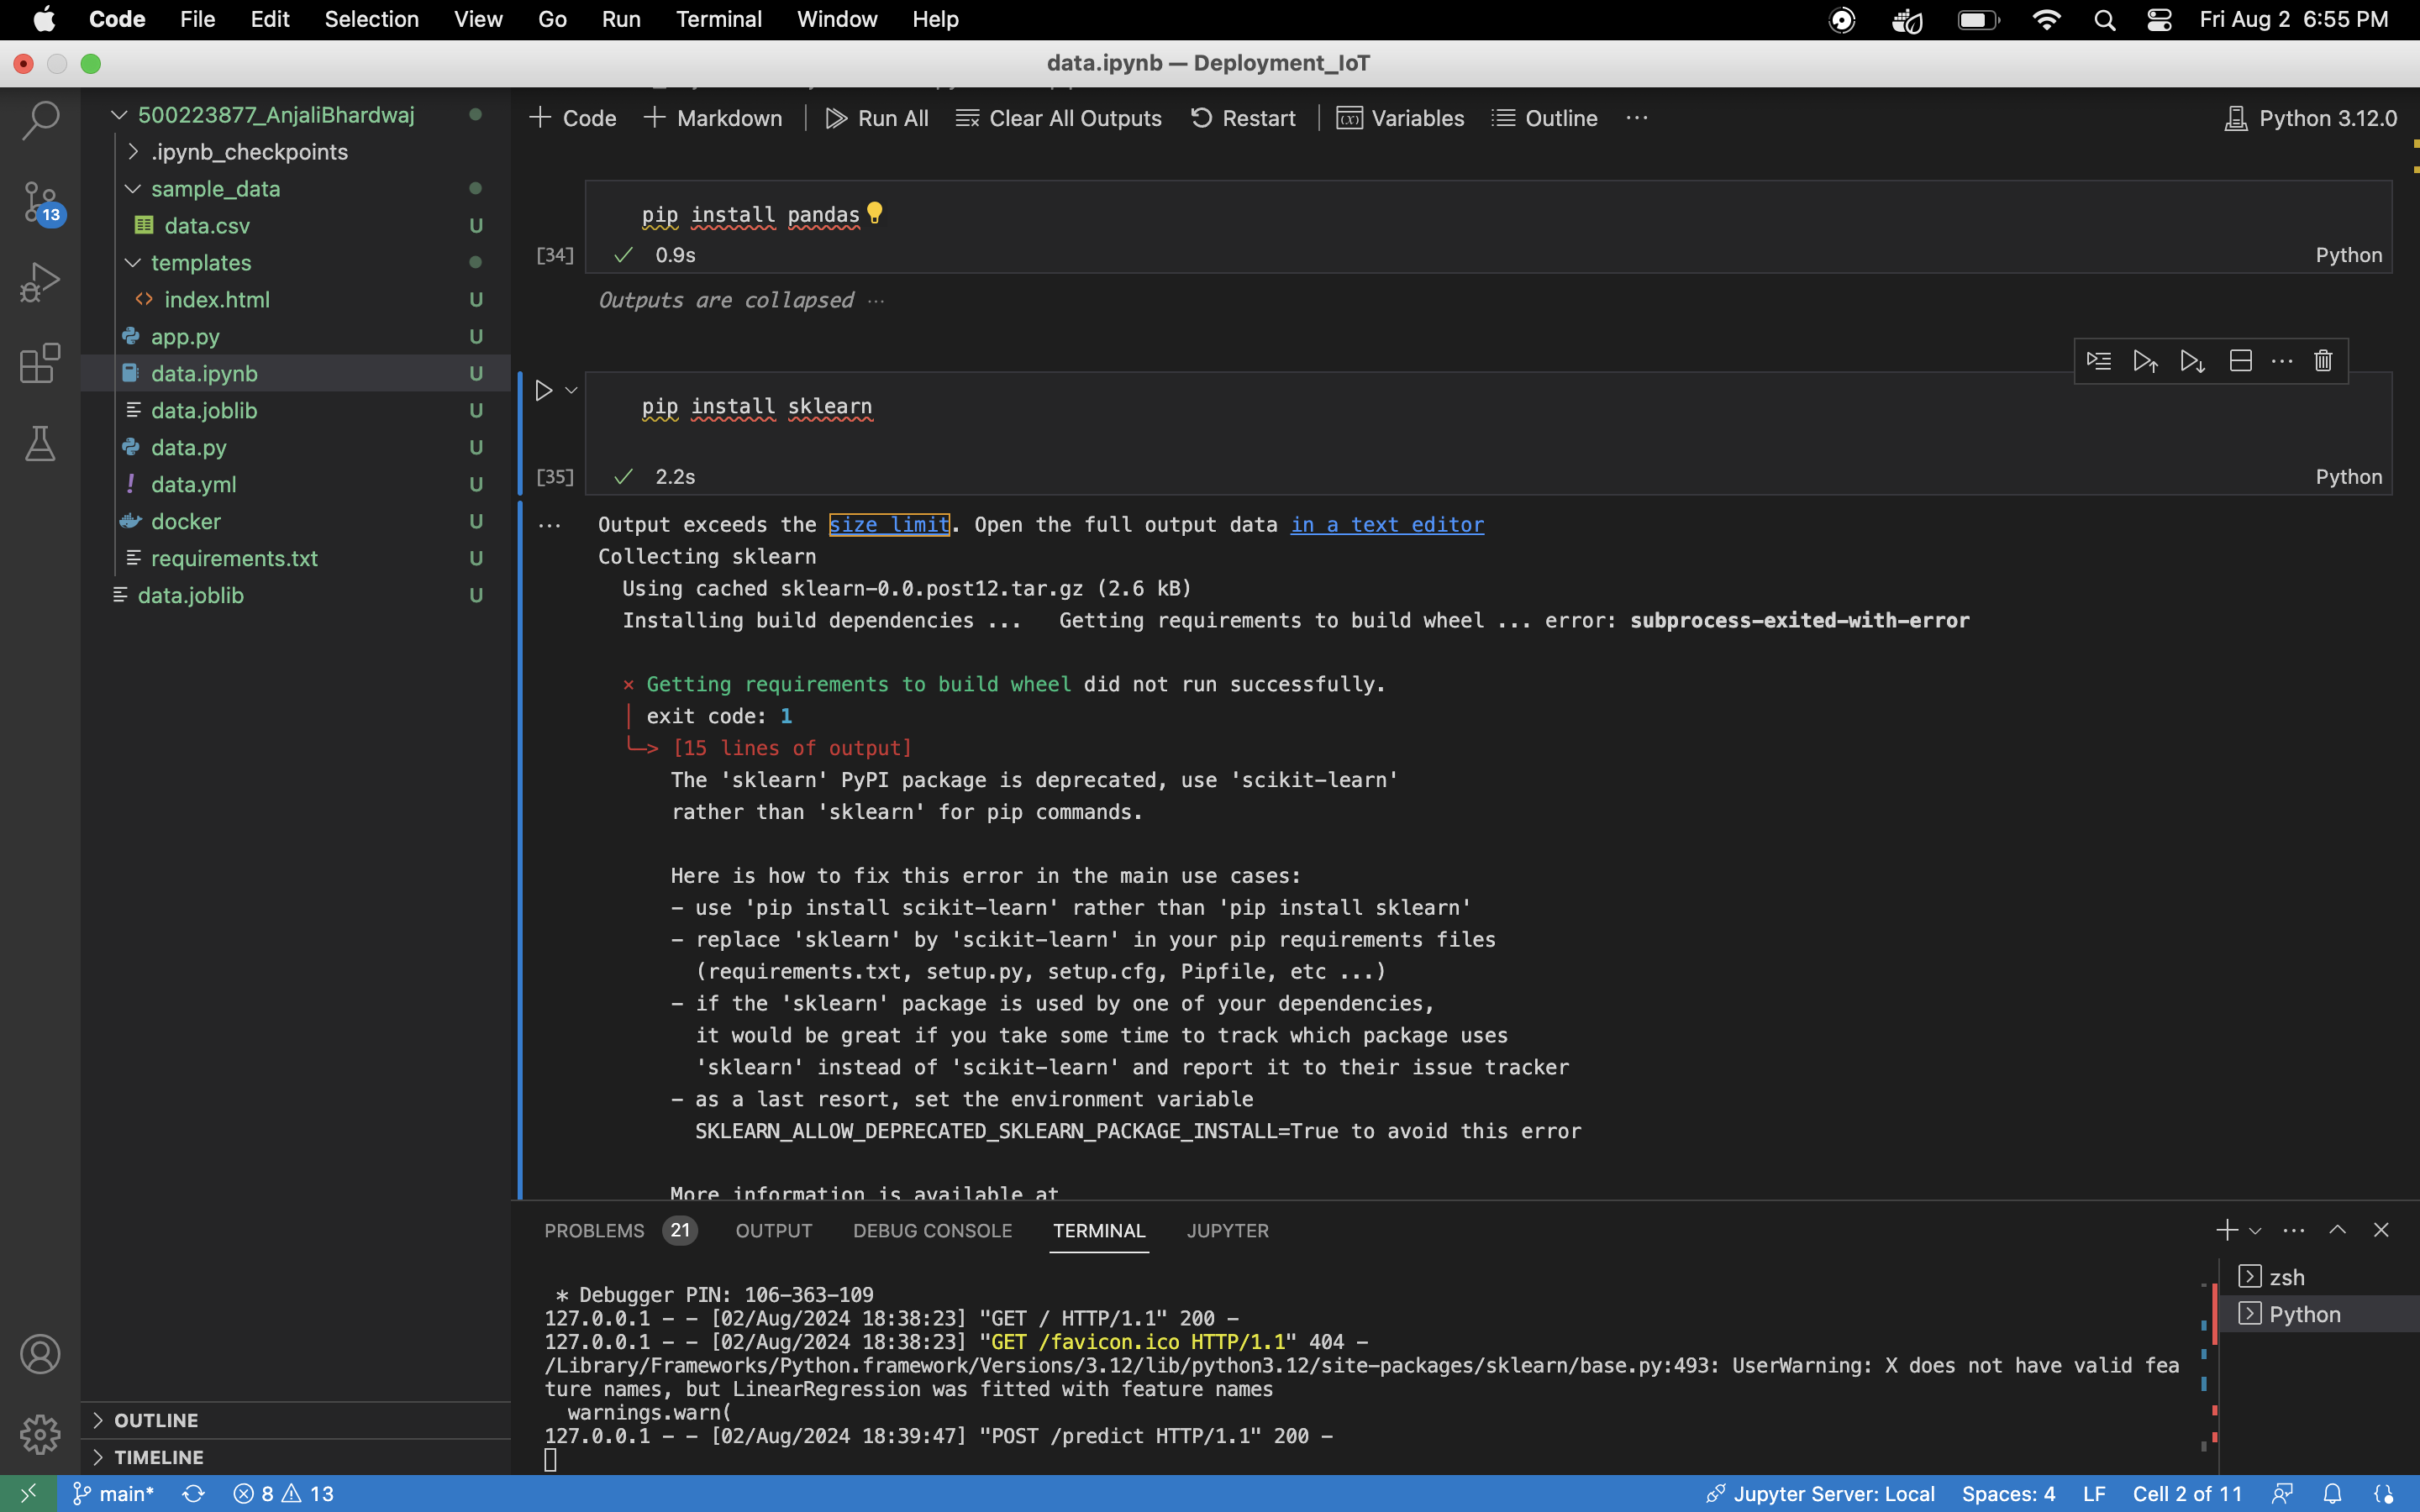 Code File Edit Selection View Go Run Terminal Window Help Fri Aug 2 6:55 PM
data.ipynb — Deployment_IoT
500223877_AnjaliBhardwaj
.ipynb_checkpoints
sample_data
data.csv U
templates
index.html U
app.py U
data.ipynb U
data.joblib U
data.py U
data.yml U
docker U
requirements.txt U
data.joblib U
13
OUTLINE
TIMELINE
Code Markdown Run All Clear All Outputs Restart Variables Outline ... Python 3.12.0
pip install pandas
[34] 0.9s Python
Outputs are collapsed ...
pip install sklearn
[35] 2.2s Python
... Output exceeds the size limit. Open the full output data in a text editor
Collecting sklearn
Using cached sklearn-0.0.post12.tar.gz (2.6 kB)
Installing build dependencies ... Getting requirements to build wheel ... error: subprocess-exited-with-error
× Getting requirements to build wheel did not run successfully.
│ exit code: 1
╰─> [15 lines of output]
The 'sklearn' PyPI package is deprecated, use 'scikit-learn'
rather than 'sklearn' for pip commands.
Here is how to fix this error in the main use cases:
- use 'pip install scikit-learn' rather than 'pip install sklearn'
- replace 'sklearn' by 'scikit-learn' in your pip requirements files
(requirements.txt, setup.py, setup.cfg, Pipfile, etc ...)
- if the 'sklearn' package is used by one of your dependencies,
it would be great if you take some time to track which package uses
'sklearn' instead of 'scikit-learn' and report it to their issue tracker
- as a last resort, set the environment variable
SKLEARN_ALLOW_DEPRECATED_SKLEARN_PACKAGE_INSTALL=True to avoid this error
More information is available at
PROBLEMS 21 OUTPUT DEBUG CONSOLE TERMINAL JUPYTER
* Debugger PIN: 106-363-109
127.0.0.1 - - [02/Aug/2024 18:38:23] "GET / HTTP/1.1" 200 -
127.0.0.1 - - [02/Aug/2024 18:38:23] "GET /favicon.ico HTTP/1.1" 404 -
/Library/Frameworks/Python.framework/Versions/3.12/lib/python3.12/site-packages/sklearn/base.py:493: UserWarning: X does not have valid fea
ture names, but LinearRegression was fitted with feature names
warnings.warn(
127.0.0.1 - - [02/Aug/2024 18:39:47] "POST /predict HTTP/1.1" 200 -
zsh
Python
main* 8 13 Jupyter Server: Local Spaces: 4 LF Cell 2 of 11